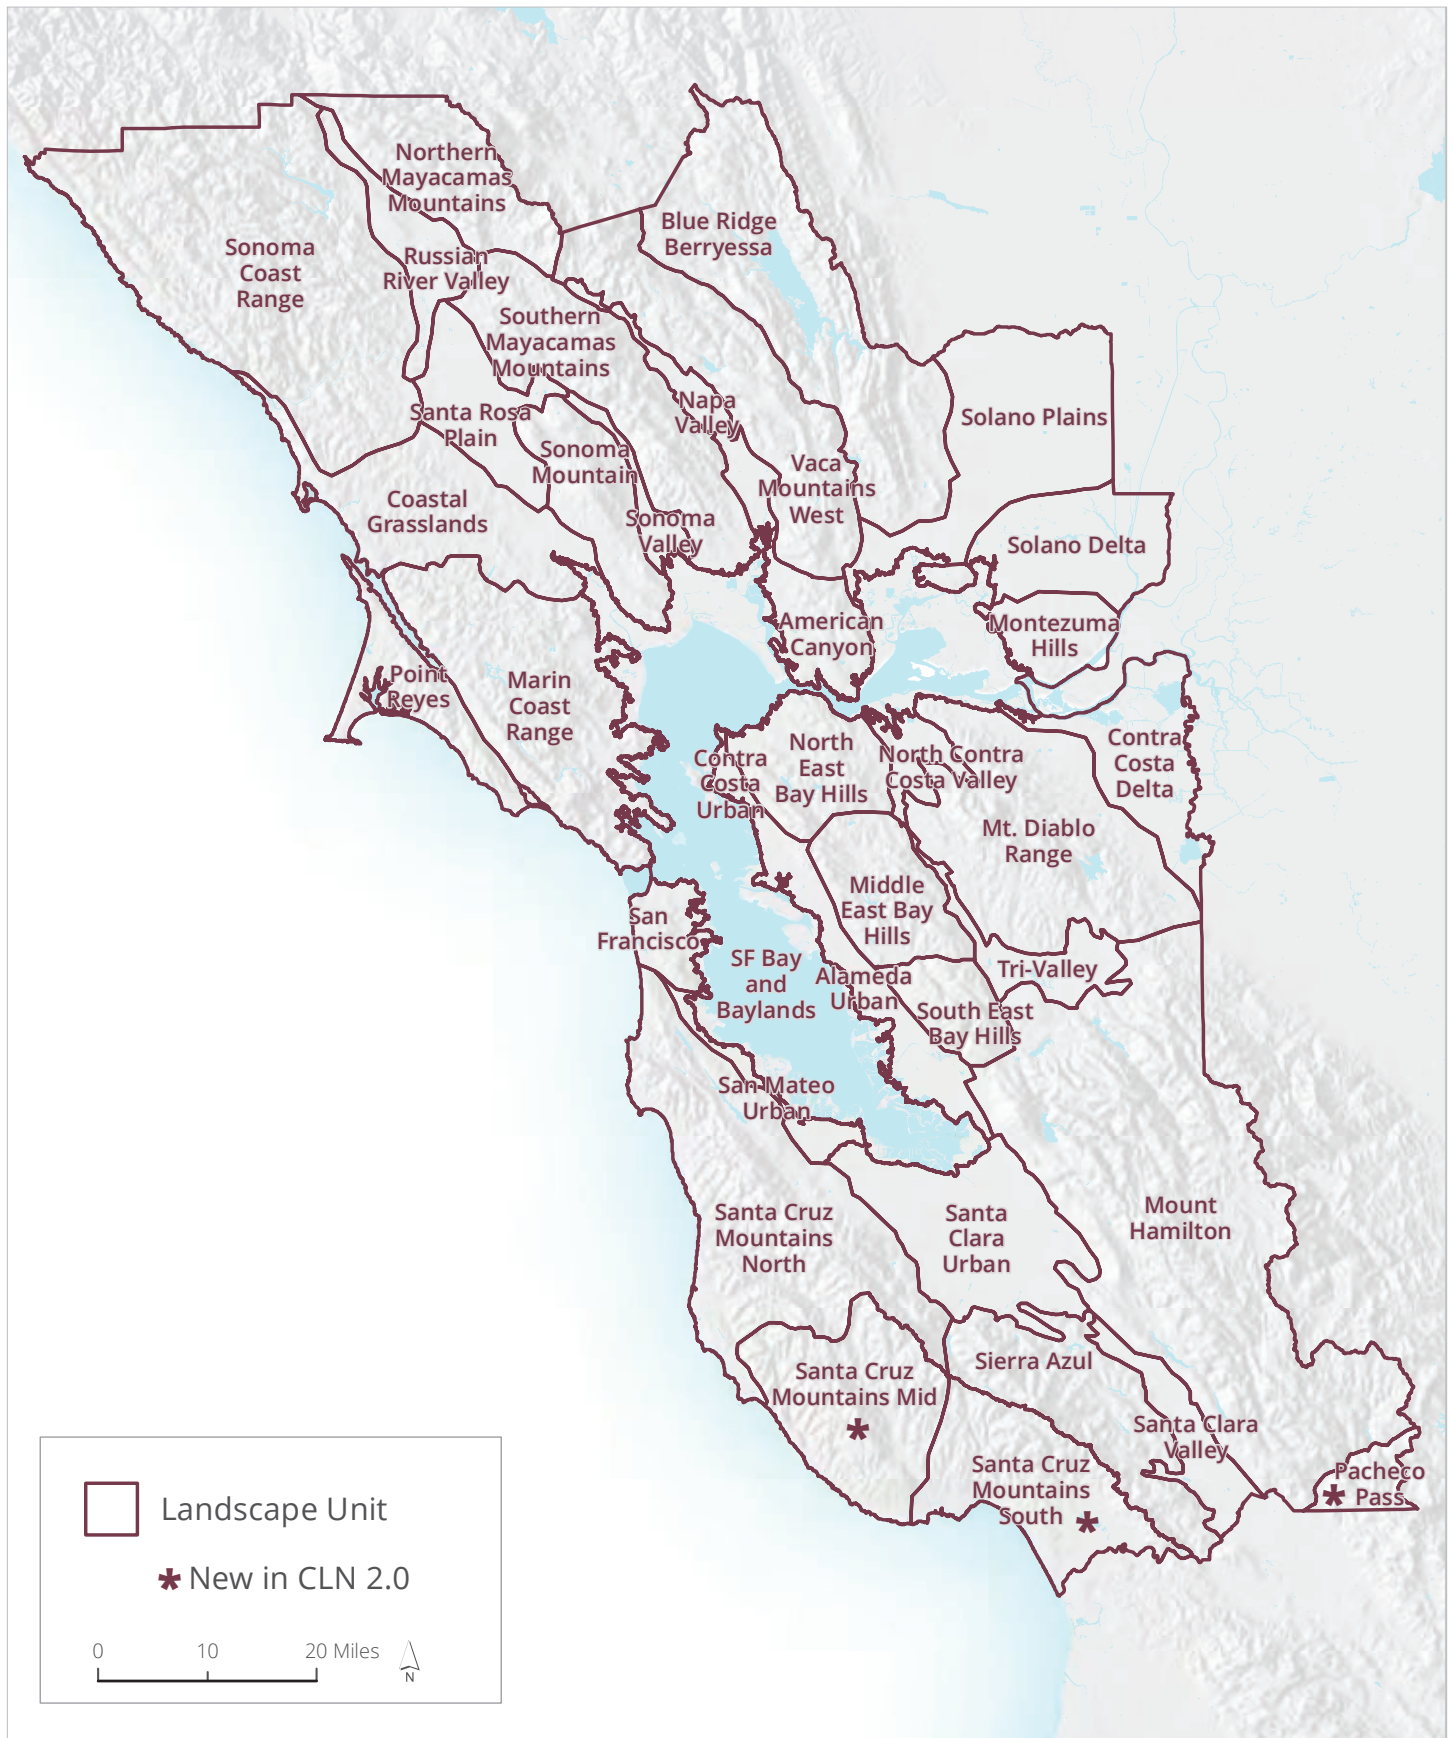 Northern
Mayacamas
Mountains
Blue Ridge
Berryessa
Sonoma
Coast
Range
Russian
River Valley
Southern
Mayacamas
Mountains
Napa
Valley
Solano Plains
Santa Rosa
Plain
Sonoma
Mountain
Vaca
Mountains
West
Coastal
Grasslands
Sonoma
Valley
Solano Delta
American
Canyon
Montezuma
Hills
Point
Reyes
Marin
Coast
Range
Contra
Costa
Urban
North
East
Bay Hills
North Contra
Costa Valley
Contra
Costa
Delta
Mt. Diablo
Range
Middle
East Bay
Hills
San
Francisco
SF Bay
and
Baylands
Alameda
Urban
Tri-Valley
South East
Bay Hills
San Mateo
Urban
Santa Cruz
Mountains
North
Santa
Clara
Urban
Mount
Hamilton
Santa Cruz
Mountains Mid
*
Sierra Azul
Santa Clara
Valley
Santa Cruz
Mountains
South *
Pacheco
* Pass
Landscape Unit
* New in CLN 2.0
0 10 20 Miles
N